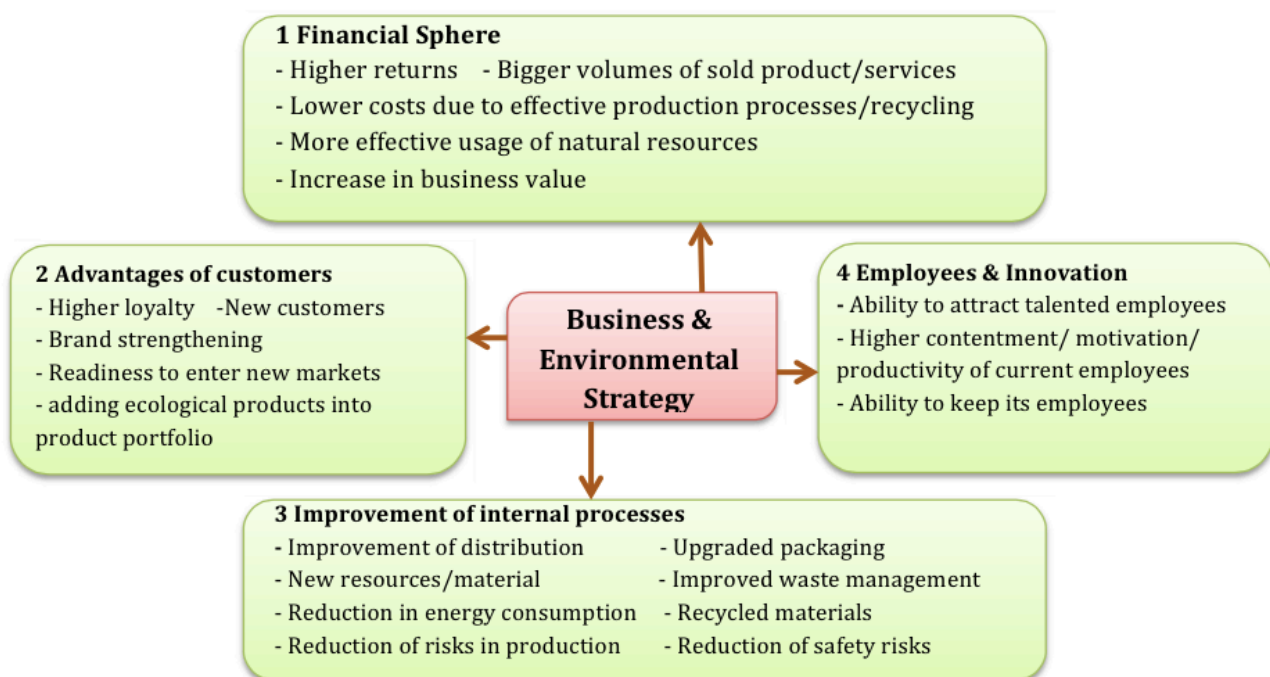 1 Financial Sphere
- Higher returns - Bigger volumes of sold product/services
- Lower costs due to effective production processes/recycling
- More effective usage of natural resources
- Increase in business value
2 Advantages of customers
- Higher loyalty -New customers
- Brand strengthening
- Readiness to enter new markets
- adding ecological products into
product portfolio
Business &
Environmental
Strategy
4 Employees & Innovation
- Ability to attract talented employees
- Higher contentment/ motivation/
productivity of current employees
- Ability to keep its employees
3 Improvement of internal processes
- Improvement of distribution - Upgraded packaging
- New resources/material - Improved waste management
- Reduction in energy consumption - Recycled materials
- Reduction of risks in production - Reduction of safety risks